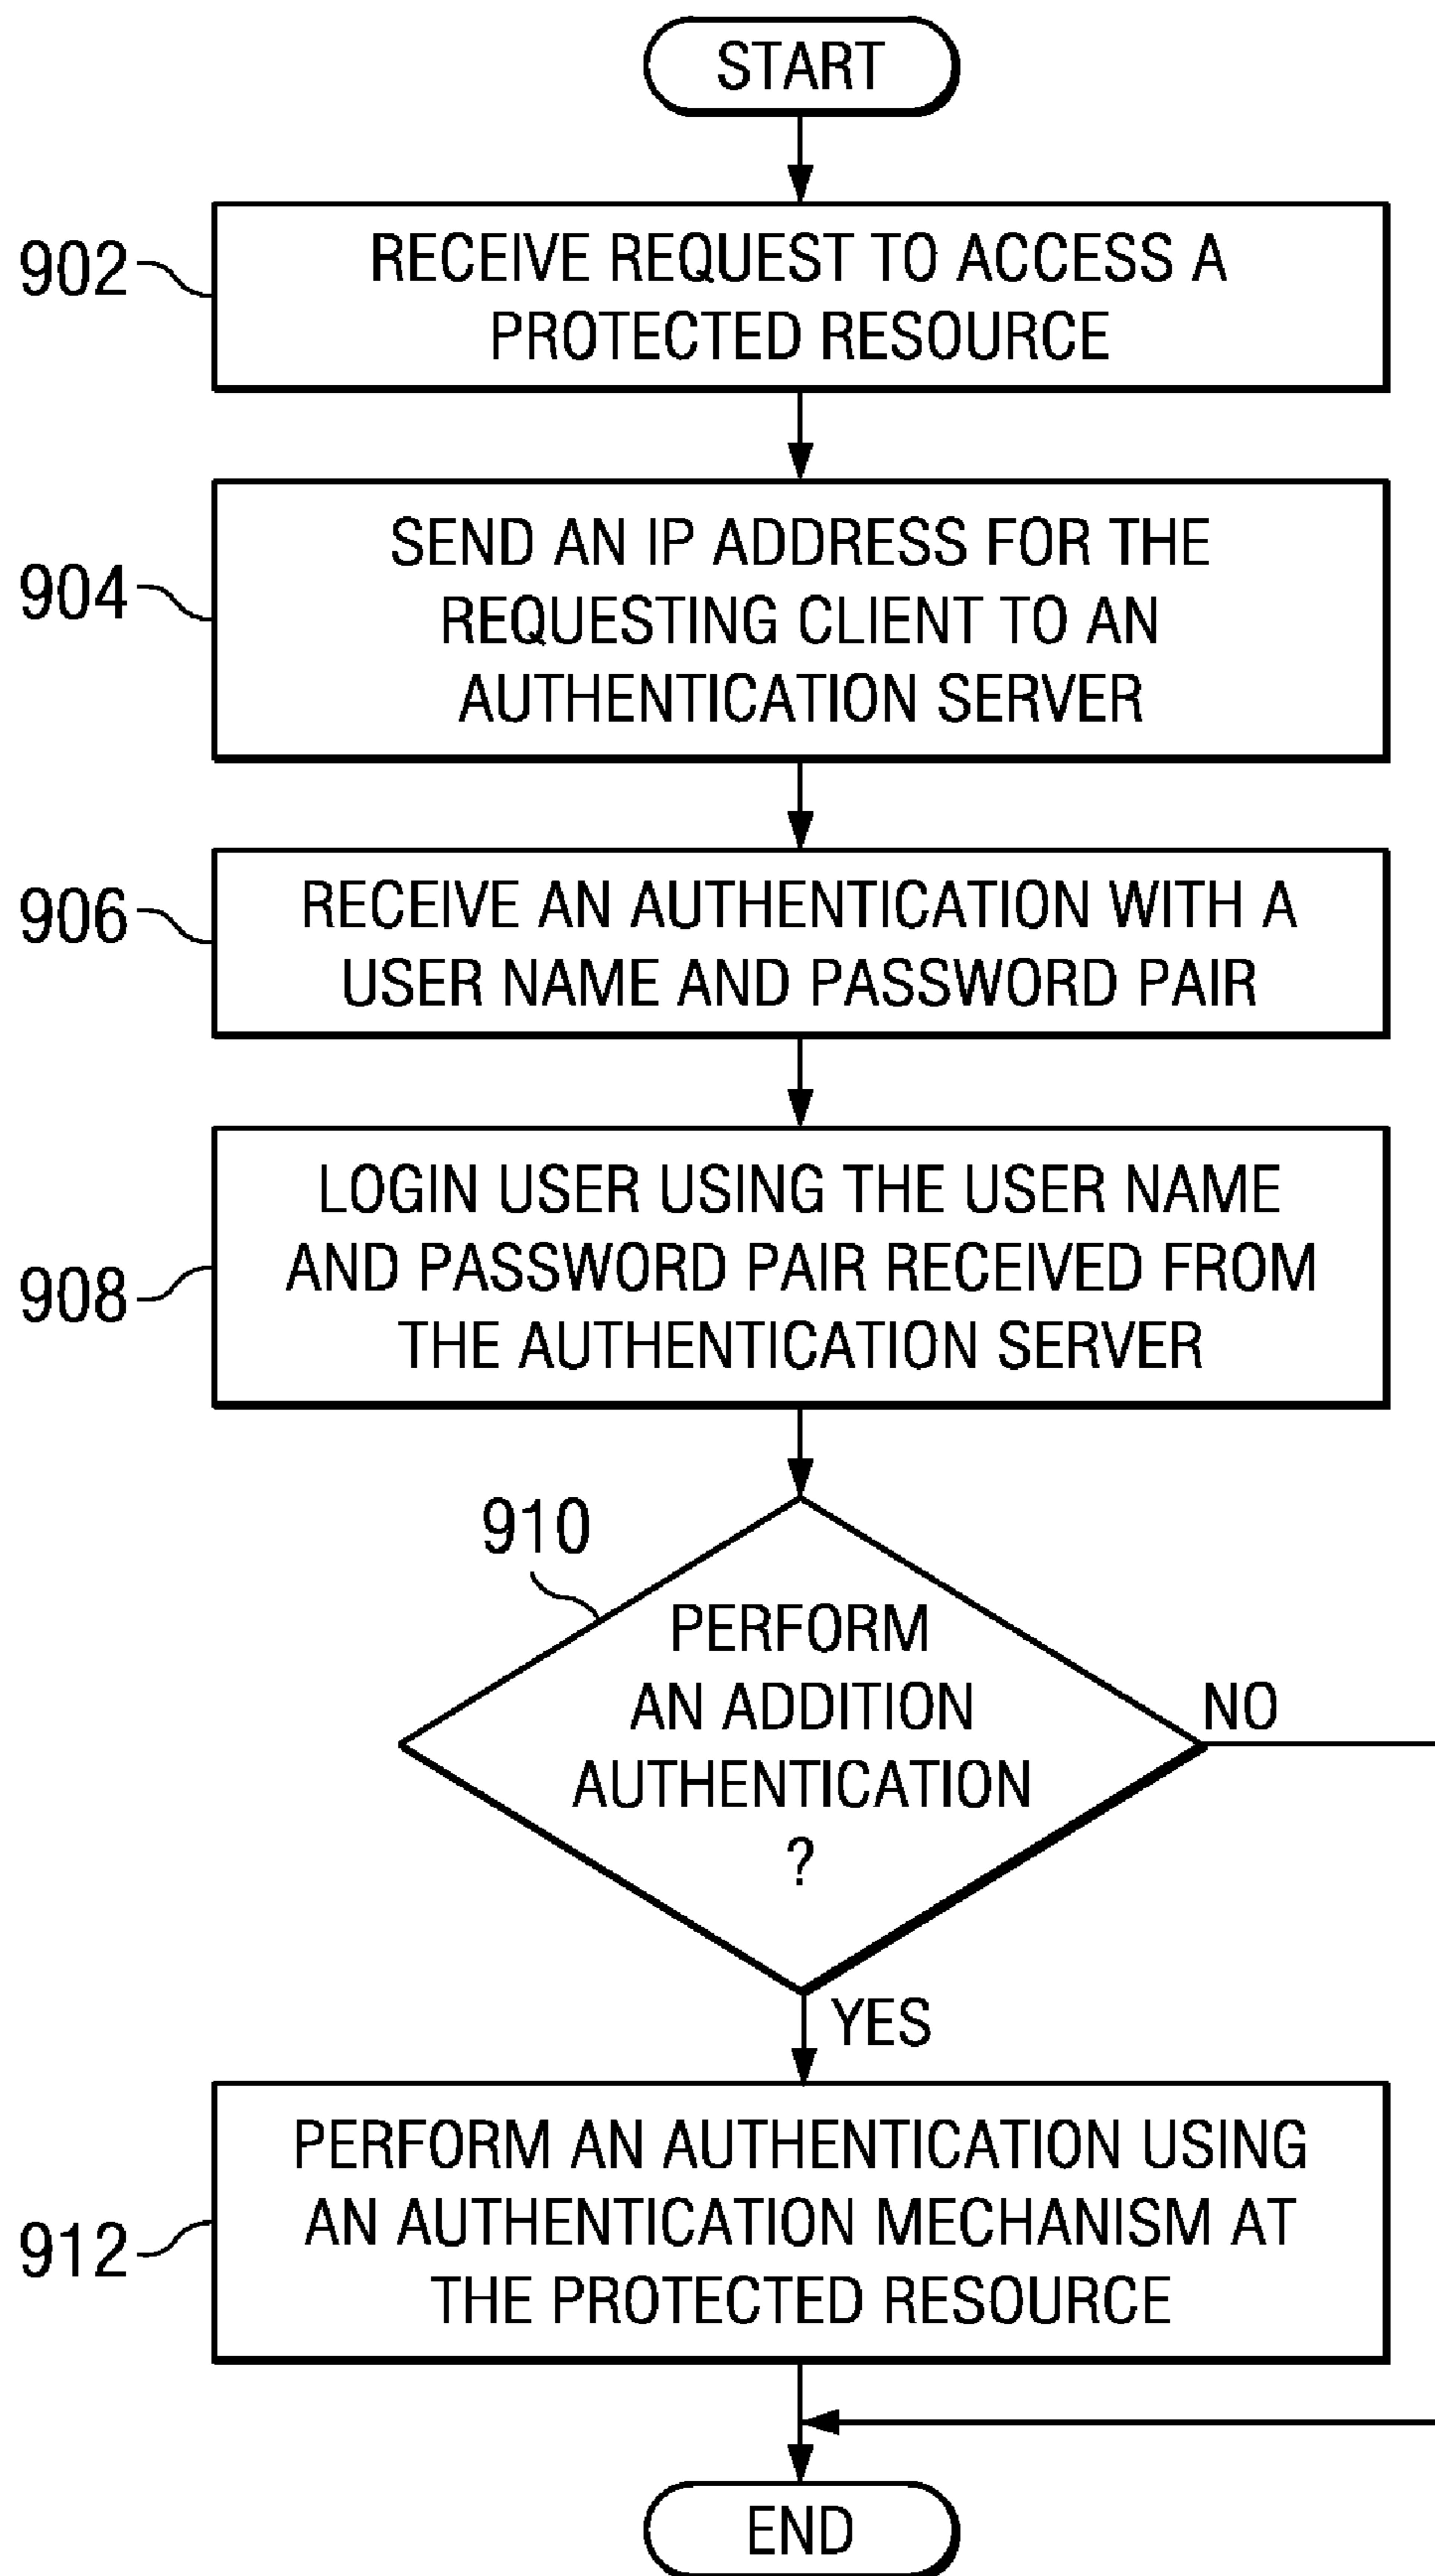 START
902
RECEIVE REQUEST TO ACCESS A
PROTECTED RESOURCE
904
SEND AN IP ADDRESS FOR THE
REQUESTING CLIENT TO AN
AUTHENTICATION SERVER
906
RECEIVE AN AUTHENTICATION WITH A
USER NAME AND PASSWORD PAIR
908
LOGIN USER USING THE USER NAME
AND PASSWORD PAIR RECEIVED FROM
THE AUTHENTICATION SERVER
910
PERFORM
AN ADDITION
AUTHENTICATION
?
NO
YES
912
PERFORM AN AUTHENTICATION USING
AN AUTHENTICATION MECHANISM AT
THE PROTECTED RESOURCE
END